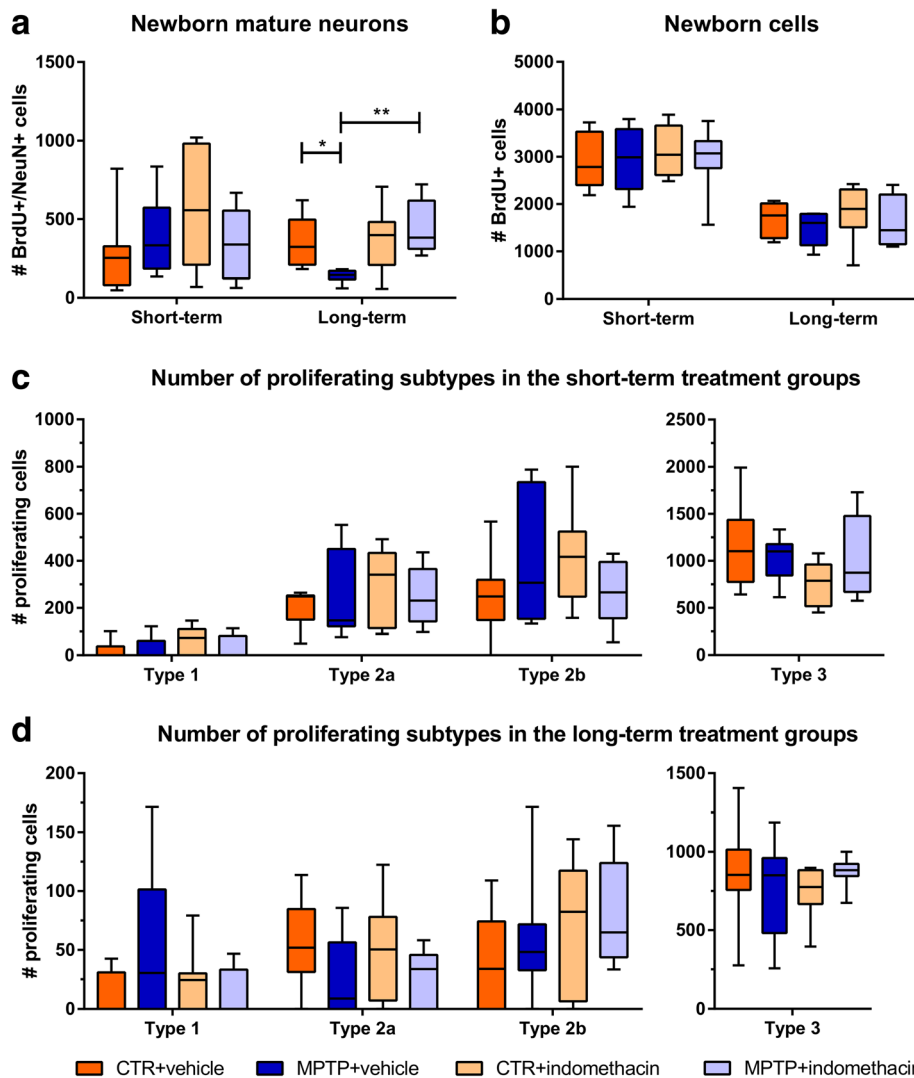 a Newborn mature neurons
# BrdU+/NeuN+ cells
1500
1000
500
0
*
**
Short-term Long-term
b Newborn cells
# BrdU+ cells
5000
4000
3000
2000
1000
0
Short-term Long-term
c Number of proliferating subtypes in the short-term treatment groups
# proliferating cells
1000
800
600
400
200
0
Type 1 Type 2a Type 2b
2500
2000
1500
1000
500
0
Type 3
d Number of proliferating subtypes in the long-term treatment groups
# proliferating cells
200
150
100
50
0
Type 1 Type 2a Type 2b
1500
1000
500
0
Type 3
CTR+vehicle MPTP+vehicle CTR+indomethacin MPTP+indomethacin